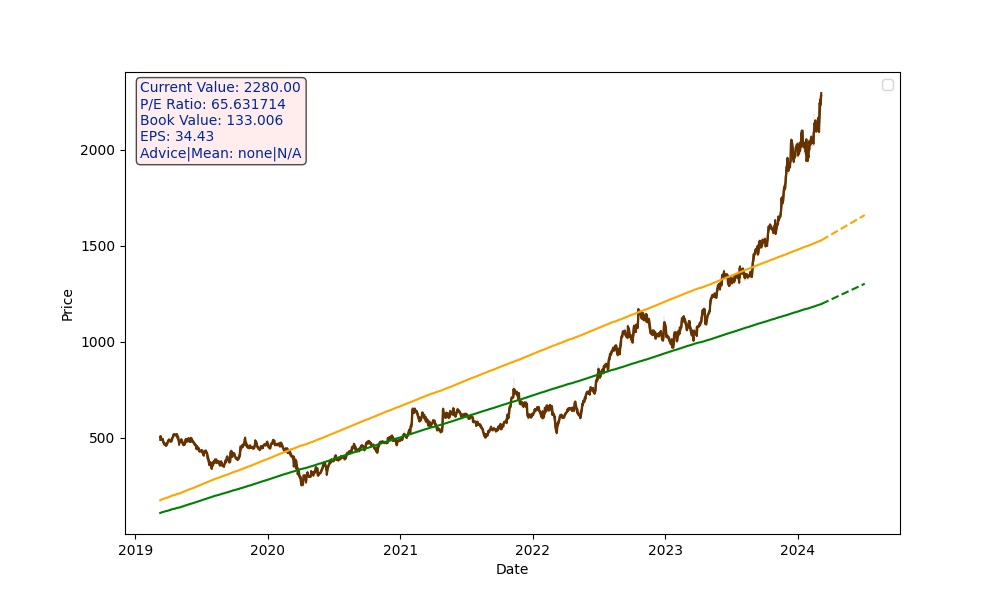 Current Value: 2280.00
P/E Ratio: 65.631714
Book Value: 133.006
EPS: 34.43
Advice|Mean: none|N/A
2000
1500
1000
500
Price
2019 2020 2021 2022 2023 2024
Date